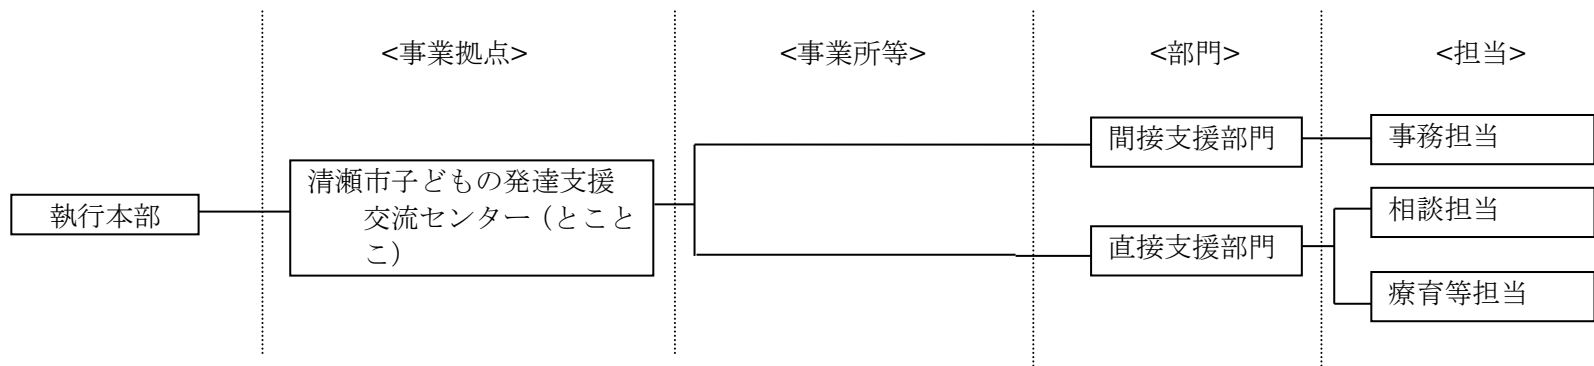 <事業拠点>
<事業所等>
<部門>
<担当>
執行本部
清瀬市子どもの発達支援
交流センター（とことこ
こ）
間接支援部門
直接支援部門
事務担当
相談担当
療育等担当